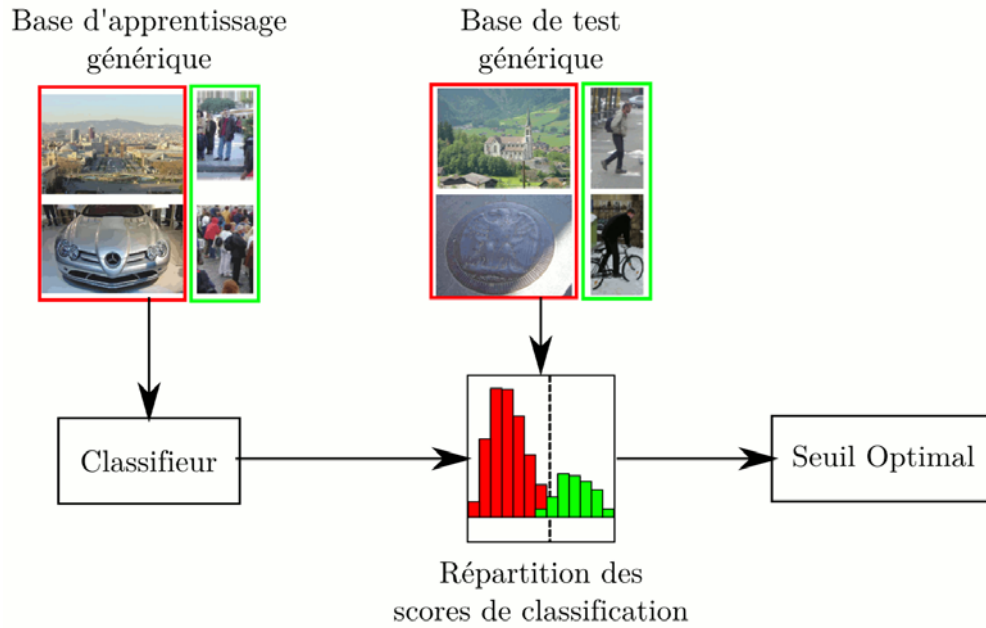 Base d'apprentissage
générique
Base de test
générique
Classifieur
Seuil Optimal
Répartition des
scores de classification